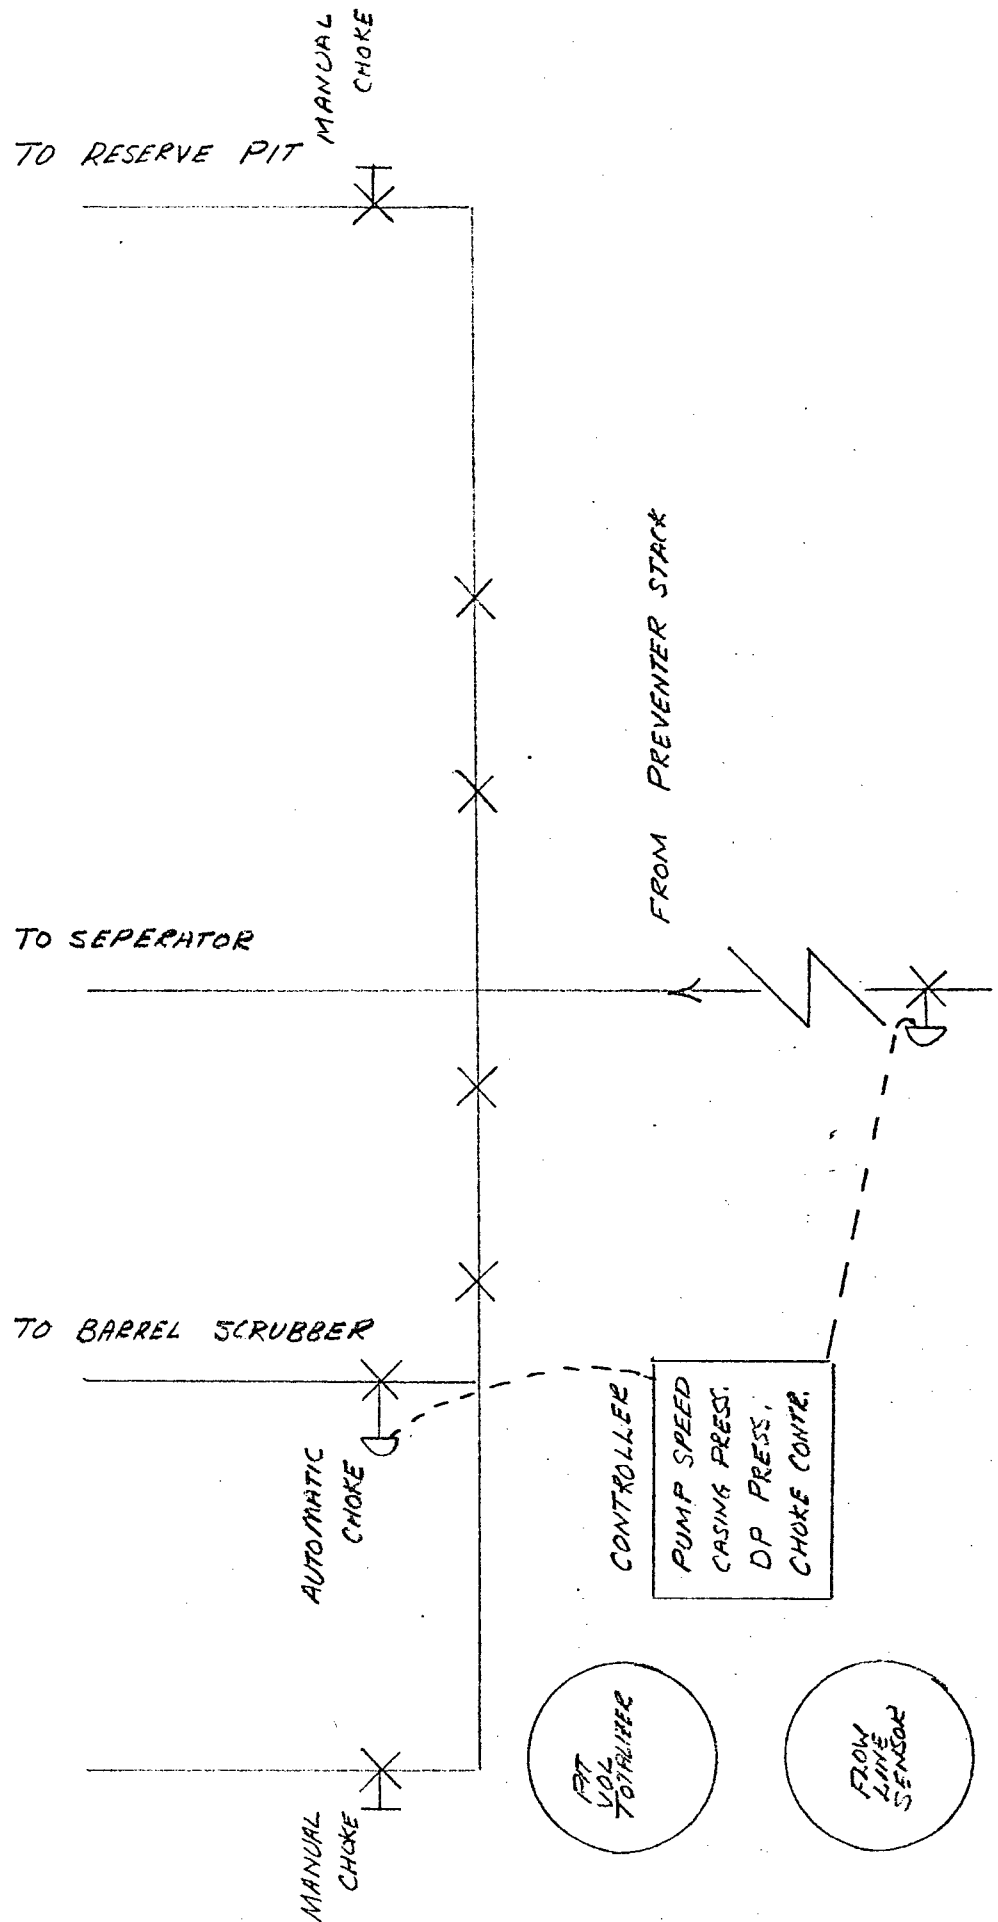 MANUAL
CHOKE
TO RESERVE PIT
FROM PREVENTER STACK
TO SEPERATOR
TO BARREL SCRUBBER
AUTOMATIC
CHOKE
CONTROLLER
PUMP SPEED
CASING PRESS.
DP PRESS.
CHOKE CONTR.
MANUAL
CHOKE
PIT
VOL
TOTALIZER
FLOW
LINE
SENSOR